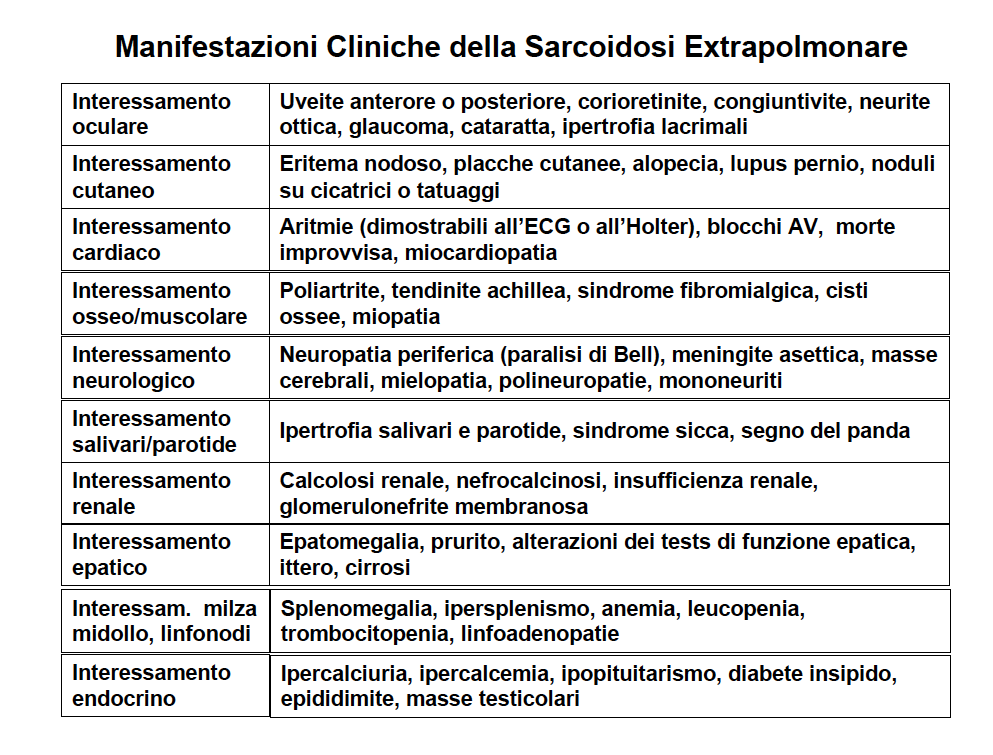 Manifestazioni Cliniche della Sarcoidosi Extrapolmonare
Interessamento
oculare
Uveite anterore o posteriore, corioretinite, congiuntivite, neurite
ottica, glaucoma, cataratta, ipertrofia lacrimali
Interessamento
cutaneo
Eritema nodoso, placche cutanee, alopecia, lupus pernio, noduli
su cicatrici o tatuaggi
Interessamento
cardiaco
Aritmie (dimostrabili all’ECG o all’Holter), blocchi AV, morte
improvvisa, miocardiopatia
Interessamento
osseo/muscolare
Poliartrite, tendinite achillea, sindrome fibromialgica, cisti
ossee, miopatia
Interessamento
neurologico
Neuropatia periferica (paralisi di Bell), meningite asettica, masse
cerebrali, mielopatia, polineuropatie, mononeuriti
Interessamento
salivari/parotide
Ipertrofia salivari e parotide, sindrome sicca, segno del panda
Interessamento
renale
Calcolosi renale, nefrocalcinosi, insufficienza renale,
glomerulonefrite membranosa
Interessamento
epatico
Epatomegalia, prurito, alterazioni dei tests di funzione epatica,
ittero, cirrosi
Interessam. milza
midollo, linfonodi
Splenomegalia, ipersplenismo, anemia, leucopenia,
trombocitopenia, linfoadenopatie
Interessamento
endocrino
Ipercalciuria, ipercalcemia, ipopituitarismo, diabete insipido,
epididimite, masse testicolari